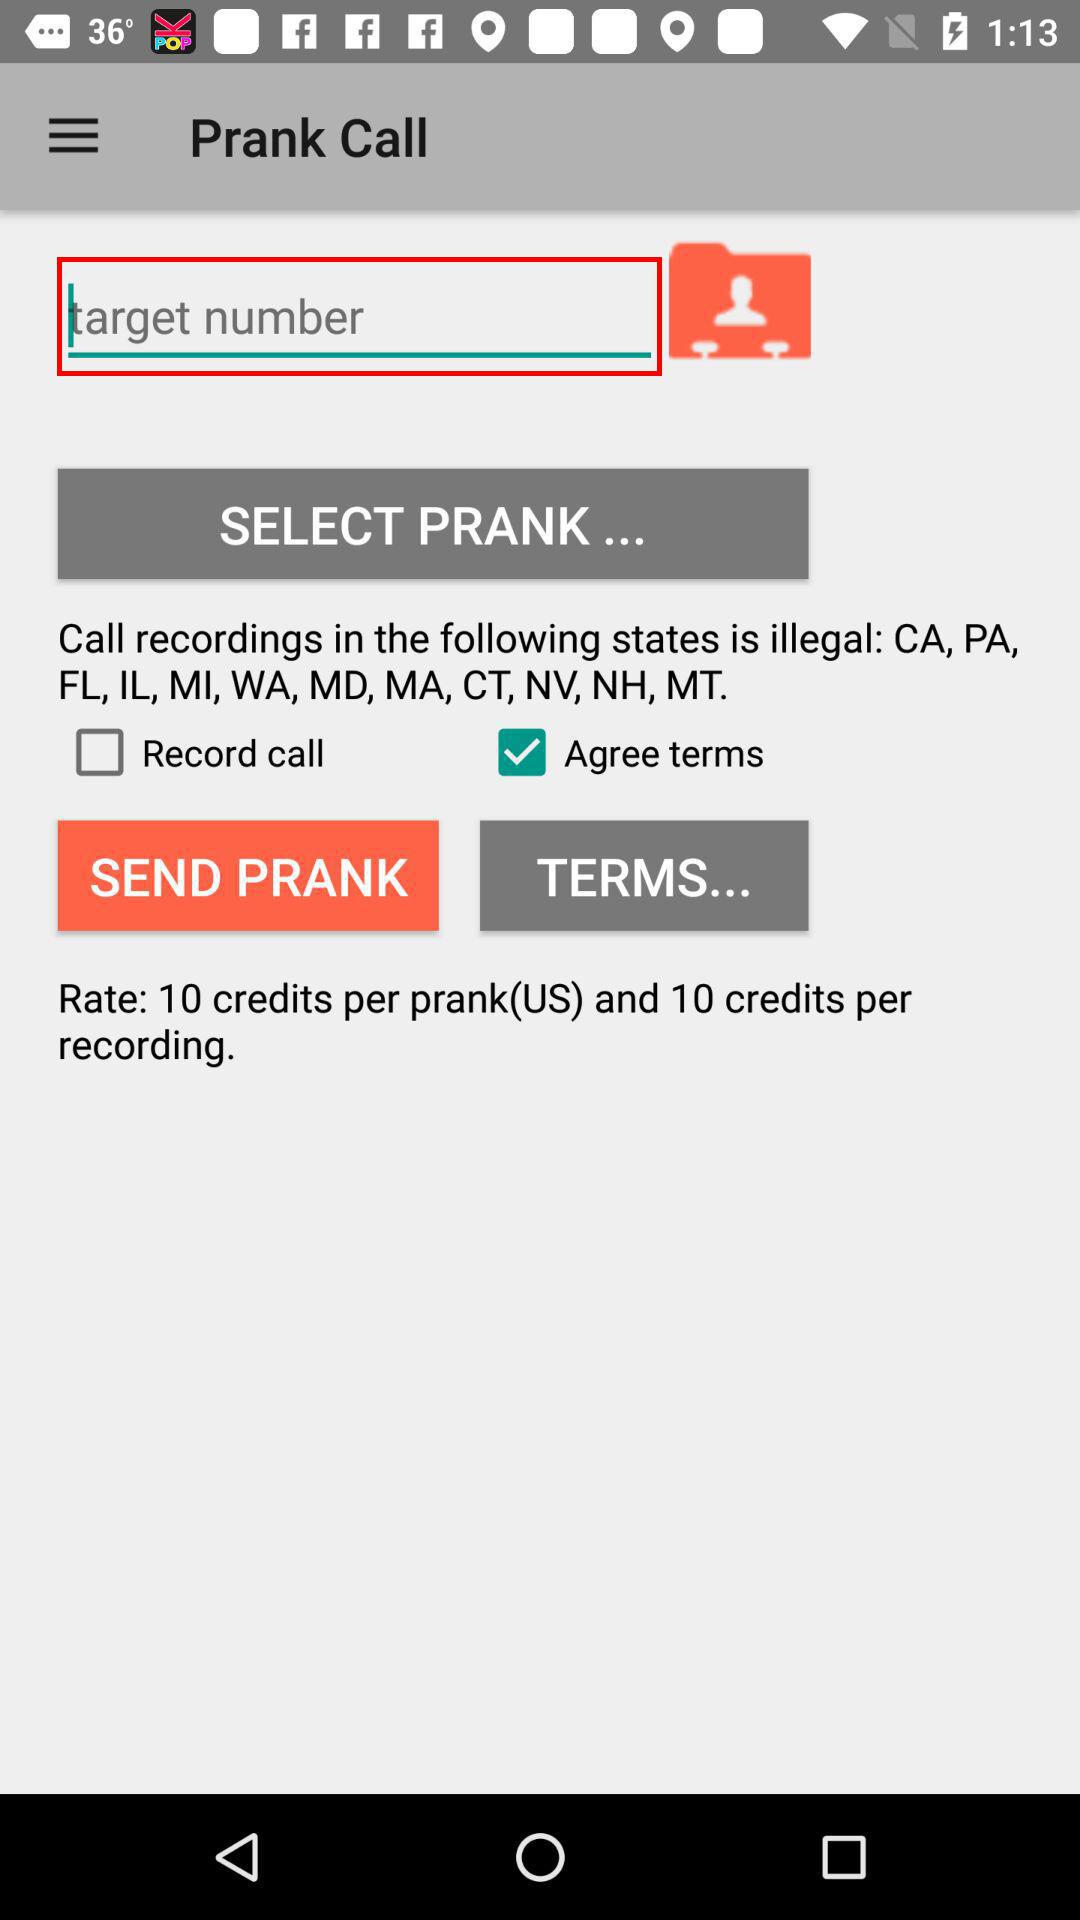 36° KPOP 1:13
Prank Call
target number
SELECT PRANK ...
Call recordings in the following states is illegal: CA, PA,
FL, IL, MI, WA, MD, MA, CT, NV, NH, MT.
Record call Agree terms
SEND PRANK TERMS...
Rate: 10 credits per prank(US) and 10 credits per
recording.